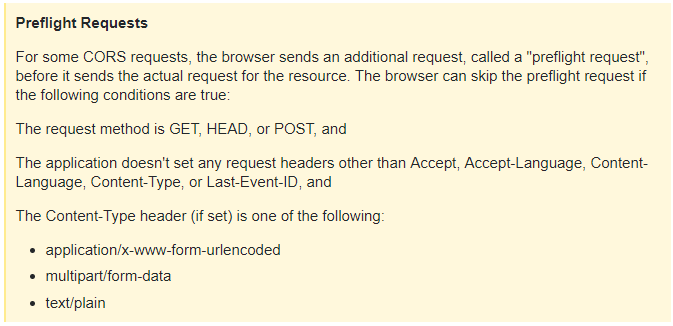 Preflight Requests
For some CORS requests, the browser sends an additional request, called a "preflight request",
before it sends the actual request for the resource. The browser can skip the preflight request if
the following conditions are true:
The request method is GET, HEAD, or POST, and
The application doesn't set any request headers other than Accept, Accept-Language, Content-
Language, Content-Type, or Last-Event-ID, and
The Content-Type header (if set) is one of the following:
• application/x-www-form-urlencoded
• multipart/form-data
• text/plain